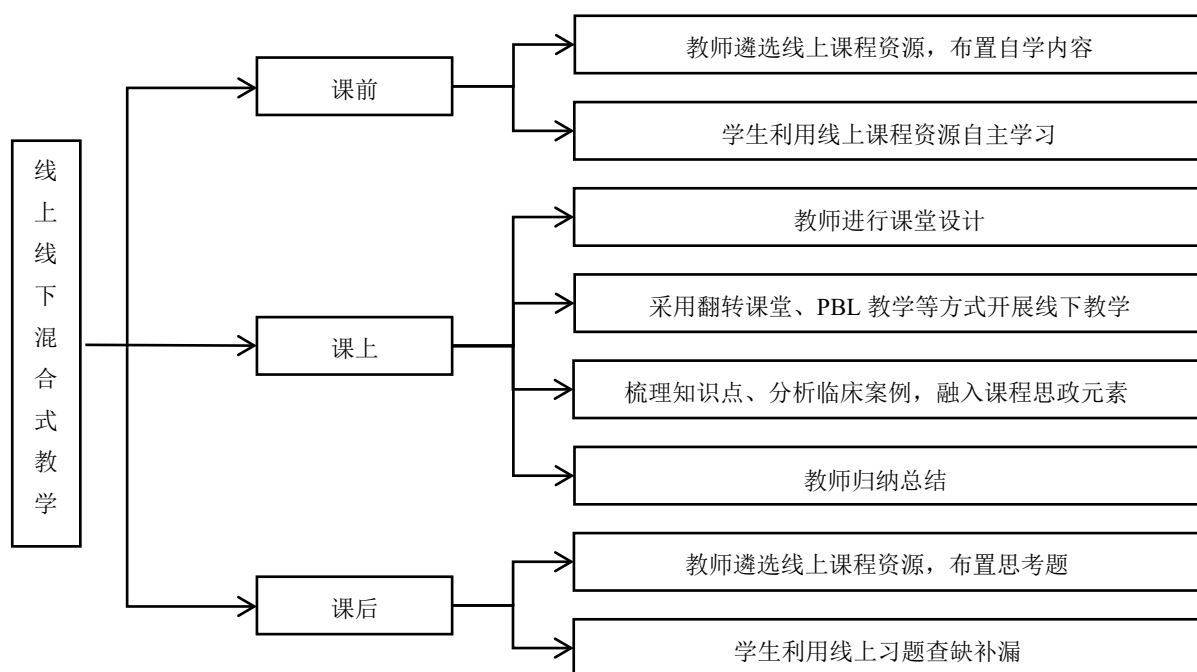 线上线下混合式教学
课前
教师遴选线上课程资源，布置自学内容
学生利用线上课程资源自主学习
课上
教师进行课堂设计
采用翻转课堂、PBL 教学等方式开展线下教学
梳理知识点、分析临床案例，融入课程思政元素
教师归纳总结
课后
教师遴选线上课程资源，布置思考题
学生利用线上习题查缺补漏